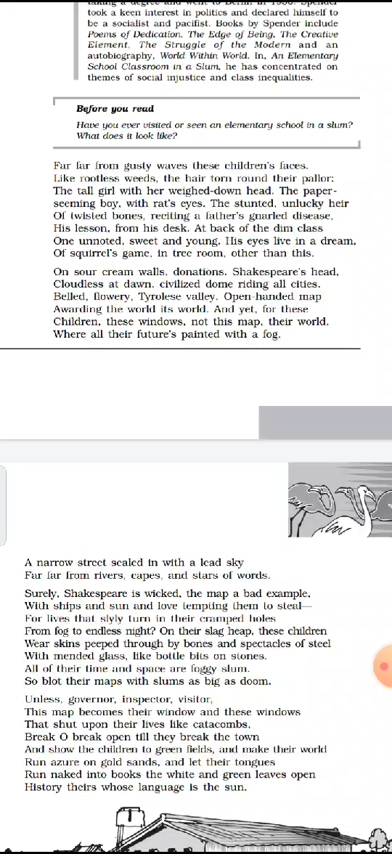 took a keen interest in politics and declared himself to
be a socialist and pacifist. Books by Spender include
Poems of Dedication, The Edge of Being, The Creative
Element, The Struggle of the Modern and an
autobiography, World Within World. In, An Elementary
School Classroom in a Slum, he has concentrated on
themes of social injustice and class inequalities.
Before you read
Have you ever visited or seen an elementary school in a slum?
What does it look like?
Far far from gusty waves these children's faces.
Like rootless weeds, the hair torn round their pallor:
The tall girl with her weighed-down head. The paper-
seeming boy, with rat's eyes. The stunted, unlucky heir
Of twisted bones, reciting a father's gnarled disease,
His lesson, from his desk. At back of the dim class
One unnoted, sweet and young. His eyes live in a dream,
Of squirrel's game, in tree room, other than this.
On sour cream walls, donations. Shakespeare's head,
Cloudless at dawn, civilized dome riding all cities.
Belled, flowery, Tyrolese valley. Open-handed map
Awarding the world its world. And yet, for these
Children, these windows, not this map, their world,
Where all their future's painted with a fog,
A narrow street sealed in with a lead sky
Far far from rivers, capes, and stars of words.
Surely, Shakespeare is wicked, the map a bad example,
With ships and sun and love tempting them to steal—
For lives that slyly turn in their cramped holes
From fog to endless night? On their slag heap, these children
Wear skins peeped through by bones and spectacles of steel
With mended glass, like bottle bits on stones.
All of their time and space are foggy slum.
So blot their maps with slums as big as doom.
Unless, governor, inspector, visitor,
This map becomes their window and these windows
That shut upon their lives like catacombs,
Break O break open till they break the town
And show the children to green fields, and make their world
Run azure on gold sands, and let their tongues
Run naked into books the white and green leaves open
History theirs whose language is the sun.